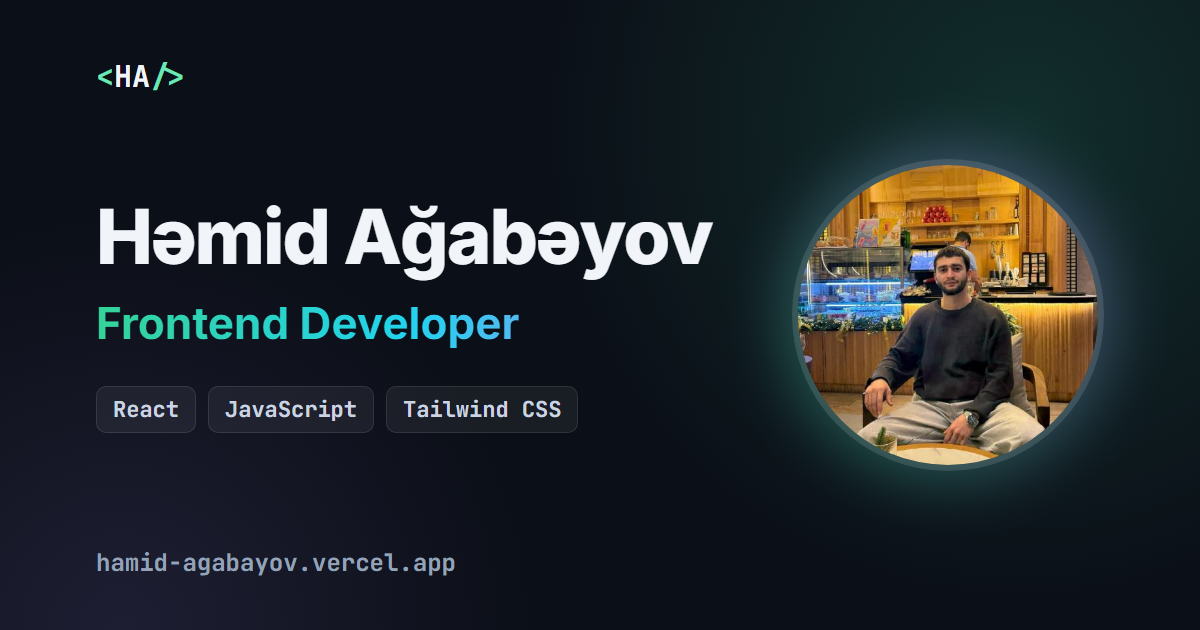 <HA/>
Həmid Ağabəyov
Frontend Developer
React JavaScript Tailwind CSS
hamid-agabayov.vercel.app